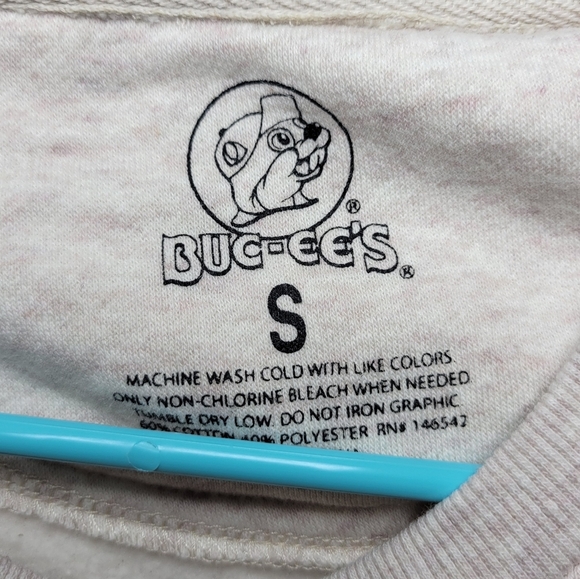 BUC-EE'S®
S
MACHINE WASH COLD WITH LIKE COLORS
ONLY NON-CHLORINE BLEACH WHEN NEEDED
TUMBLE DRY LOW. DO NOT IRON GRAPHIC
60% COTTON 40% POLYESTER RN# 146542